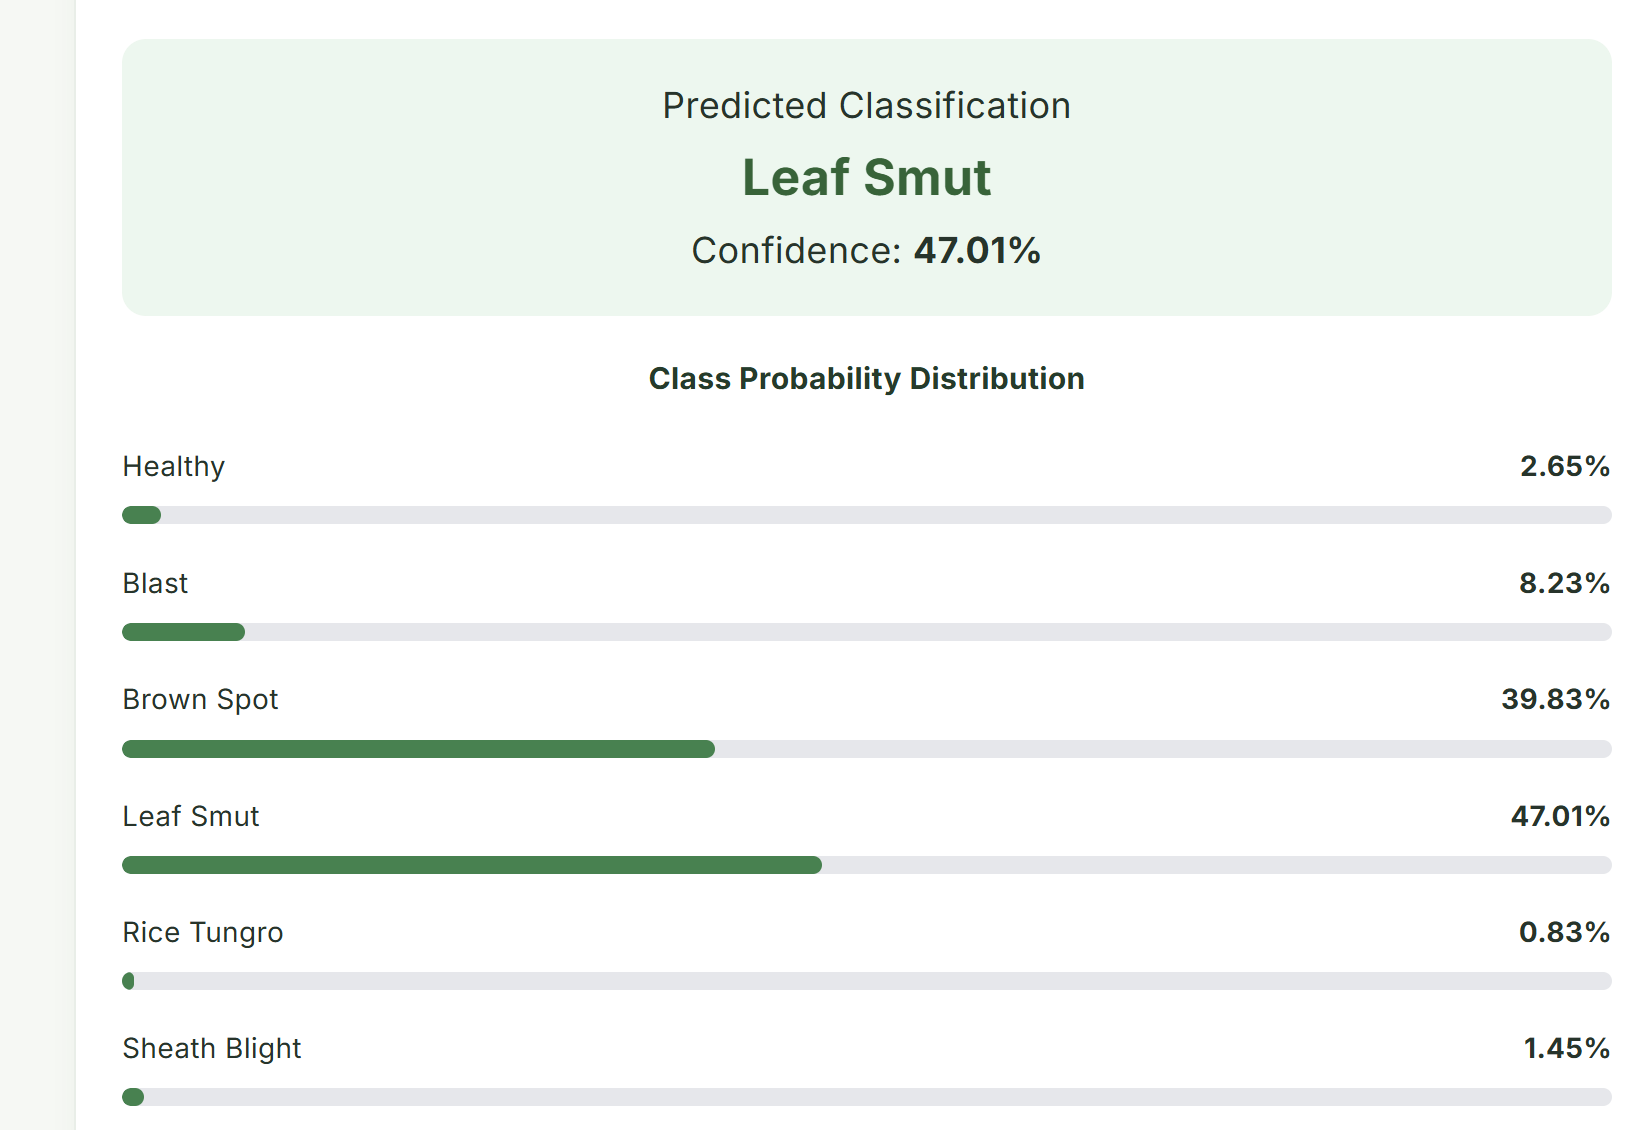 Predicted Classification
Leaf Smut
Confidence: 47.01%
Class Probability Distribution
Healthy 2.65%
Blast 8.23%
Brown Spot 39.83%
Leaf Smut 47.01%
Rice Tungro 0.83%
Sheath Blight 1.45%